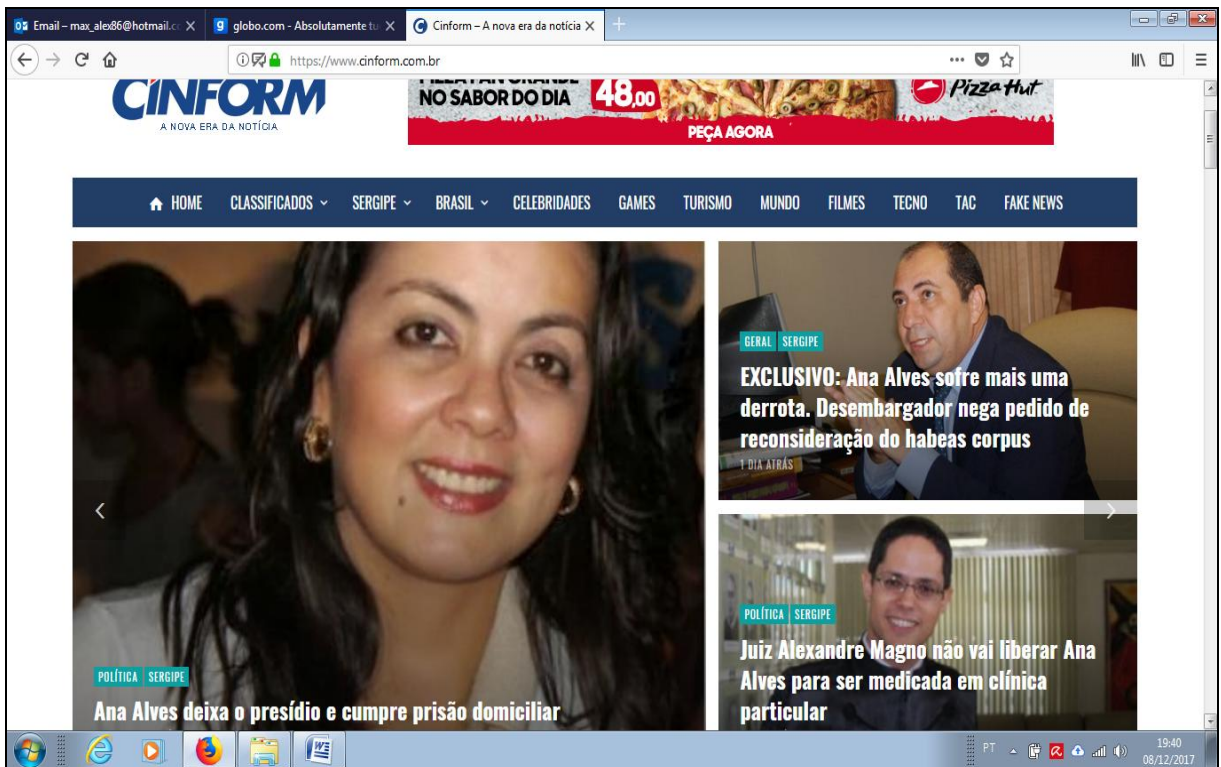 Email – max_alex86@hotmail.c
globo.com - Absolutamente tu
Cinform – A nova era da notícia
https://www.cinform.com.br
CINFORM
A NOVA ERA DA NOTÍCIA
NO SABOR DO DIA
48,00
Pizza Hut
PEÇA AGORA
HOME CLASSIFICADOS SERGIPE BRASIL CELEBRIDADES GAMES TURISMO MUNDO FILMES TECNO TAC FAKE NEWS
POLÍTICA SERGIPE
Ana Alves deixa o presídio e cumpre prisão domiciliar
GERAL SERGIPE
EXCLUSIVO: Ana Alves sofre mais uma
derrota. Desembargador nega pedido de
reconsideração do habeas corpus
1 DIA ATRÁS
POLÍTICA SERGIPE
Juiz Alexandre Magno não vai liberar Ana
Alves para ser medicada em clínica
particular
PT
19:40
08/12/2017